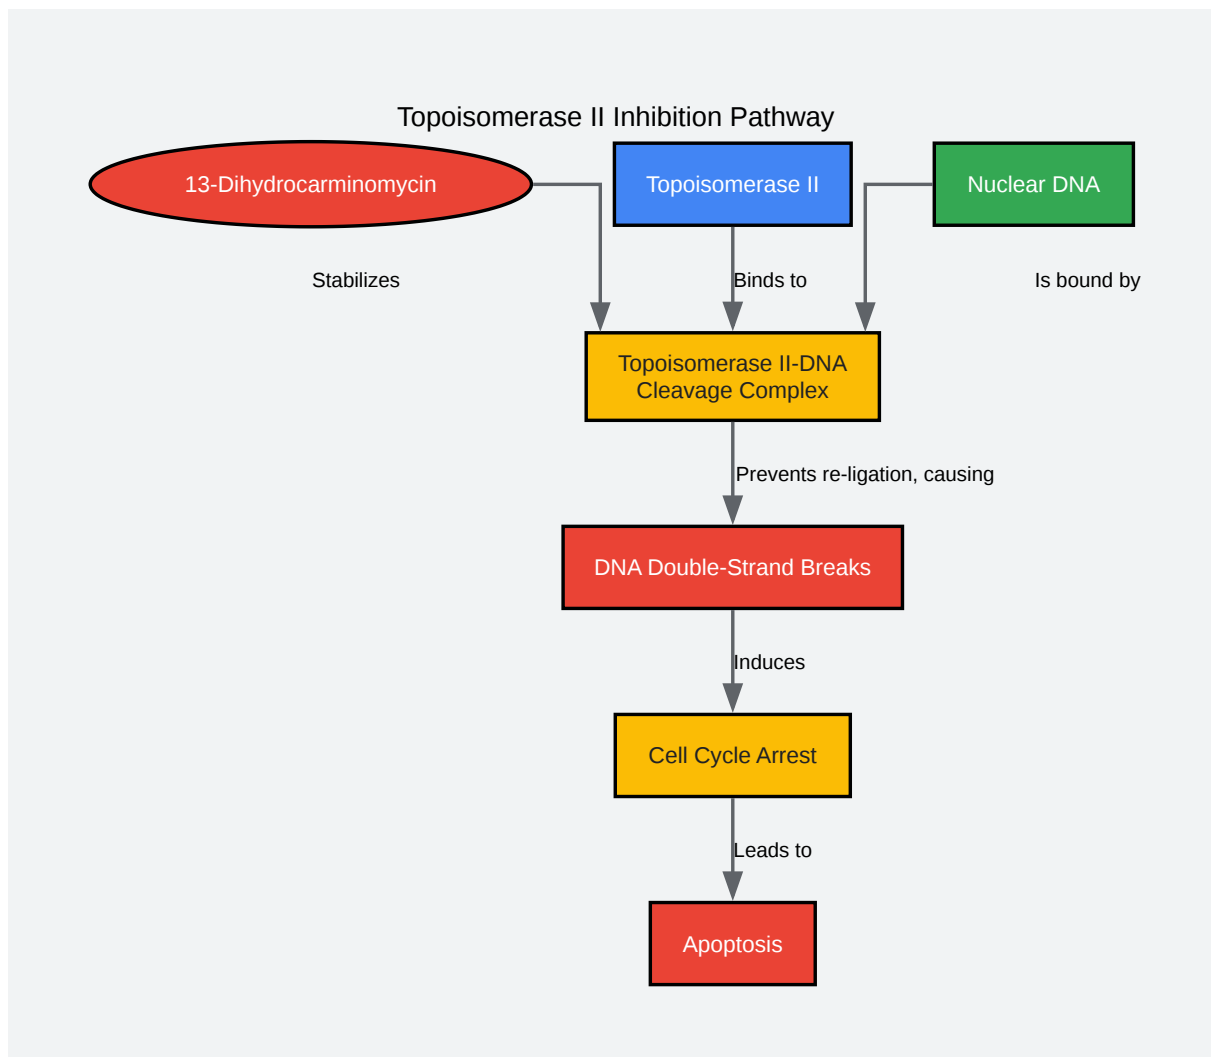 Topoisomerase II Inhibition Pathway
13-Dihydrocarminomycin
Topoisomerase II
Nuclear DNA
Stabilizes
Binds to
Is bound by
Topoisomerase II-DNA
Cleavage Complex
Prevents re-ligation, causing
DNA Double-Strand Breaks
Induces
Cell Cycle Arrest
Leads to
Apoptosis